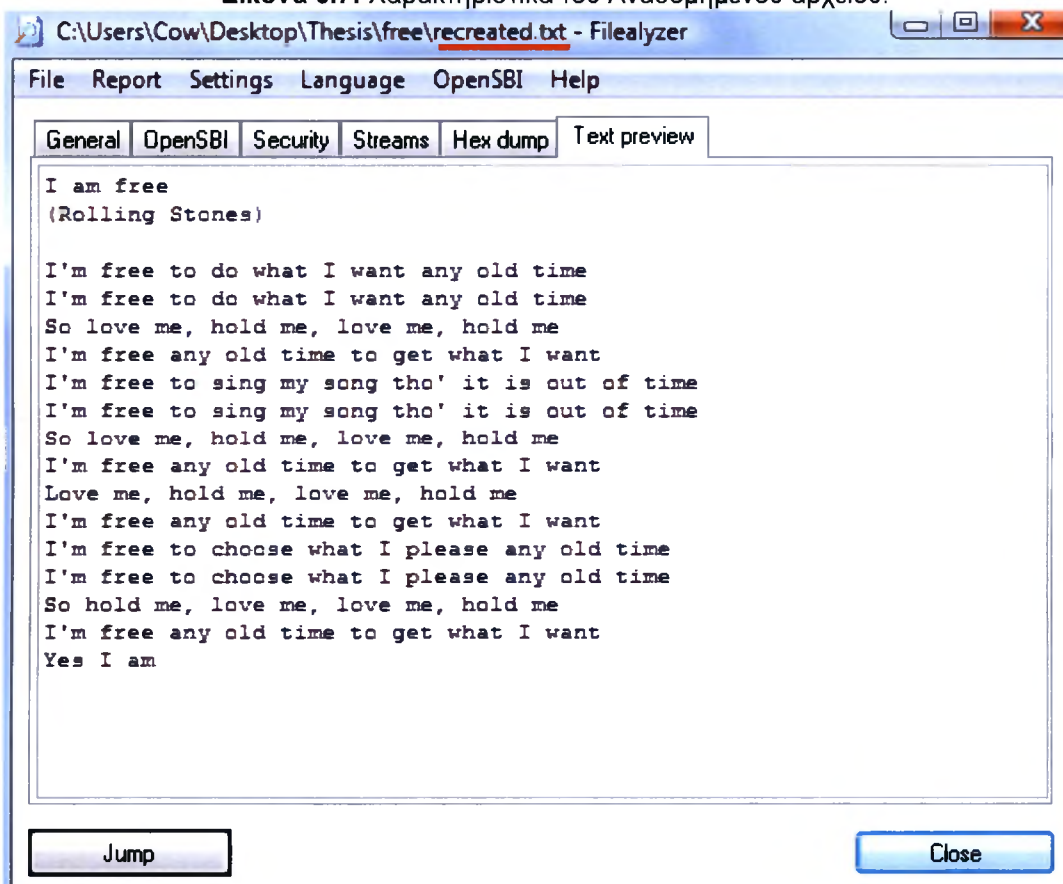 Χαρακτηριστικά του Αναδομημένου αρχείου.
C:\Users\Cow\Desktop\Thesis\free\recreated.txt - Filealyzer
File Report Settings Language OpenSBI Help
General OpenSBI Security Streams Hex dump Text preview
I am free
(Rolling Stones)
I'm free to do what I want any old time
I'm free to do what I want any old time
So love me, hold me, love me, hold me
I'm free any old time to get what I want
I'm free to sing my song tho' it is out of time
I'm free to sing my song tho' it is out of time
So love me, hold me, love me, hold me
I'm free any old time to get what I want
Love me, hold me, love me, hold me
I'm free any old time to get what I want
I'm free to choose what I please any old time
I'm free to choose what I please any old time
So hold me, love me, love me, hold me
I'm free any old time to get what I want
Yes I am
Jump Close